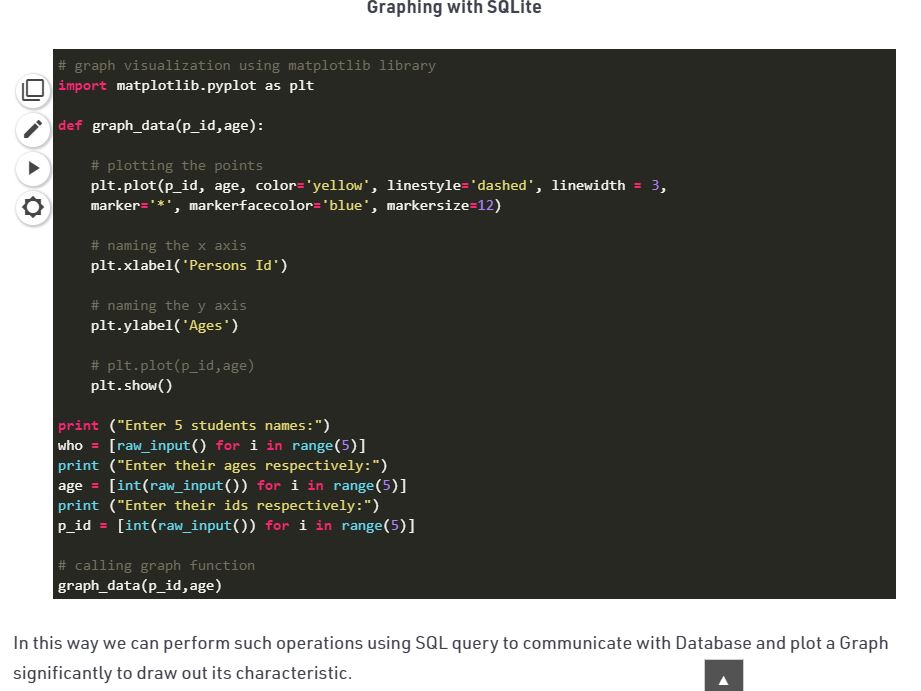 Graphing with SQLite
# graph visualization using matplotlib library
import matplotlib.pyplot as plt
def graph_data(p_id,age):
# plotting the points
plt.plot(p_id, age, color='yellow', linestyle='dashed', linewidth = 3,
marker='*', markerfacecolor='blue', markersize=12)
# naming the x axis
plt.xlabel('Persons Id')
# naming the y axis
plt.ylabel('Ages')
# plt.plot(p_id,age)
plt.show()
print ("Enter 5 students names:")
who = [raw_input() for i in range(5)]
print ("Enter their ages respectively:")
age = [int(raw_input()) for i in range(5)]
print ("Enter their ids respectively:")
p_id = [int(raw_input()) for i in range(5)]
# calling graph function
graph_data(p_id,age)
In this way we can perform such operations using SQL query to communicate with Database and plot a Graph
significantly to draw out its characteristic.